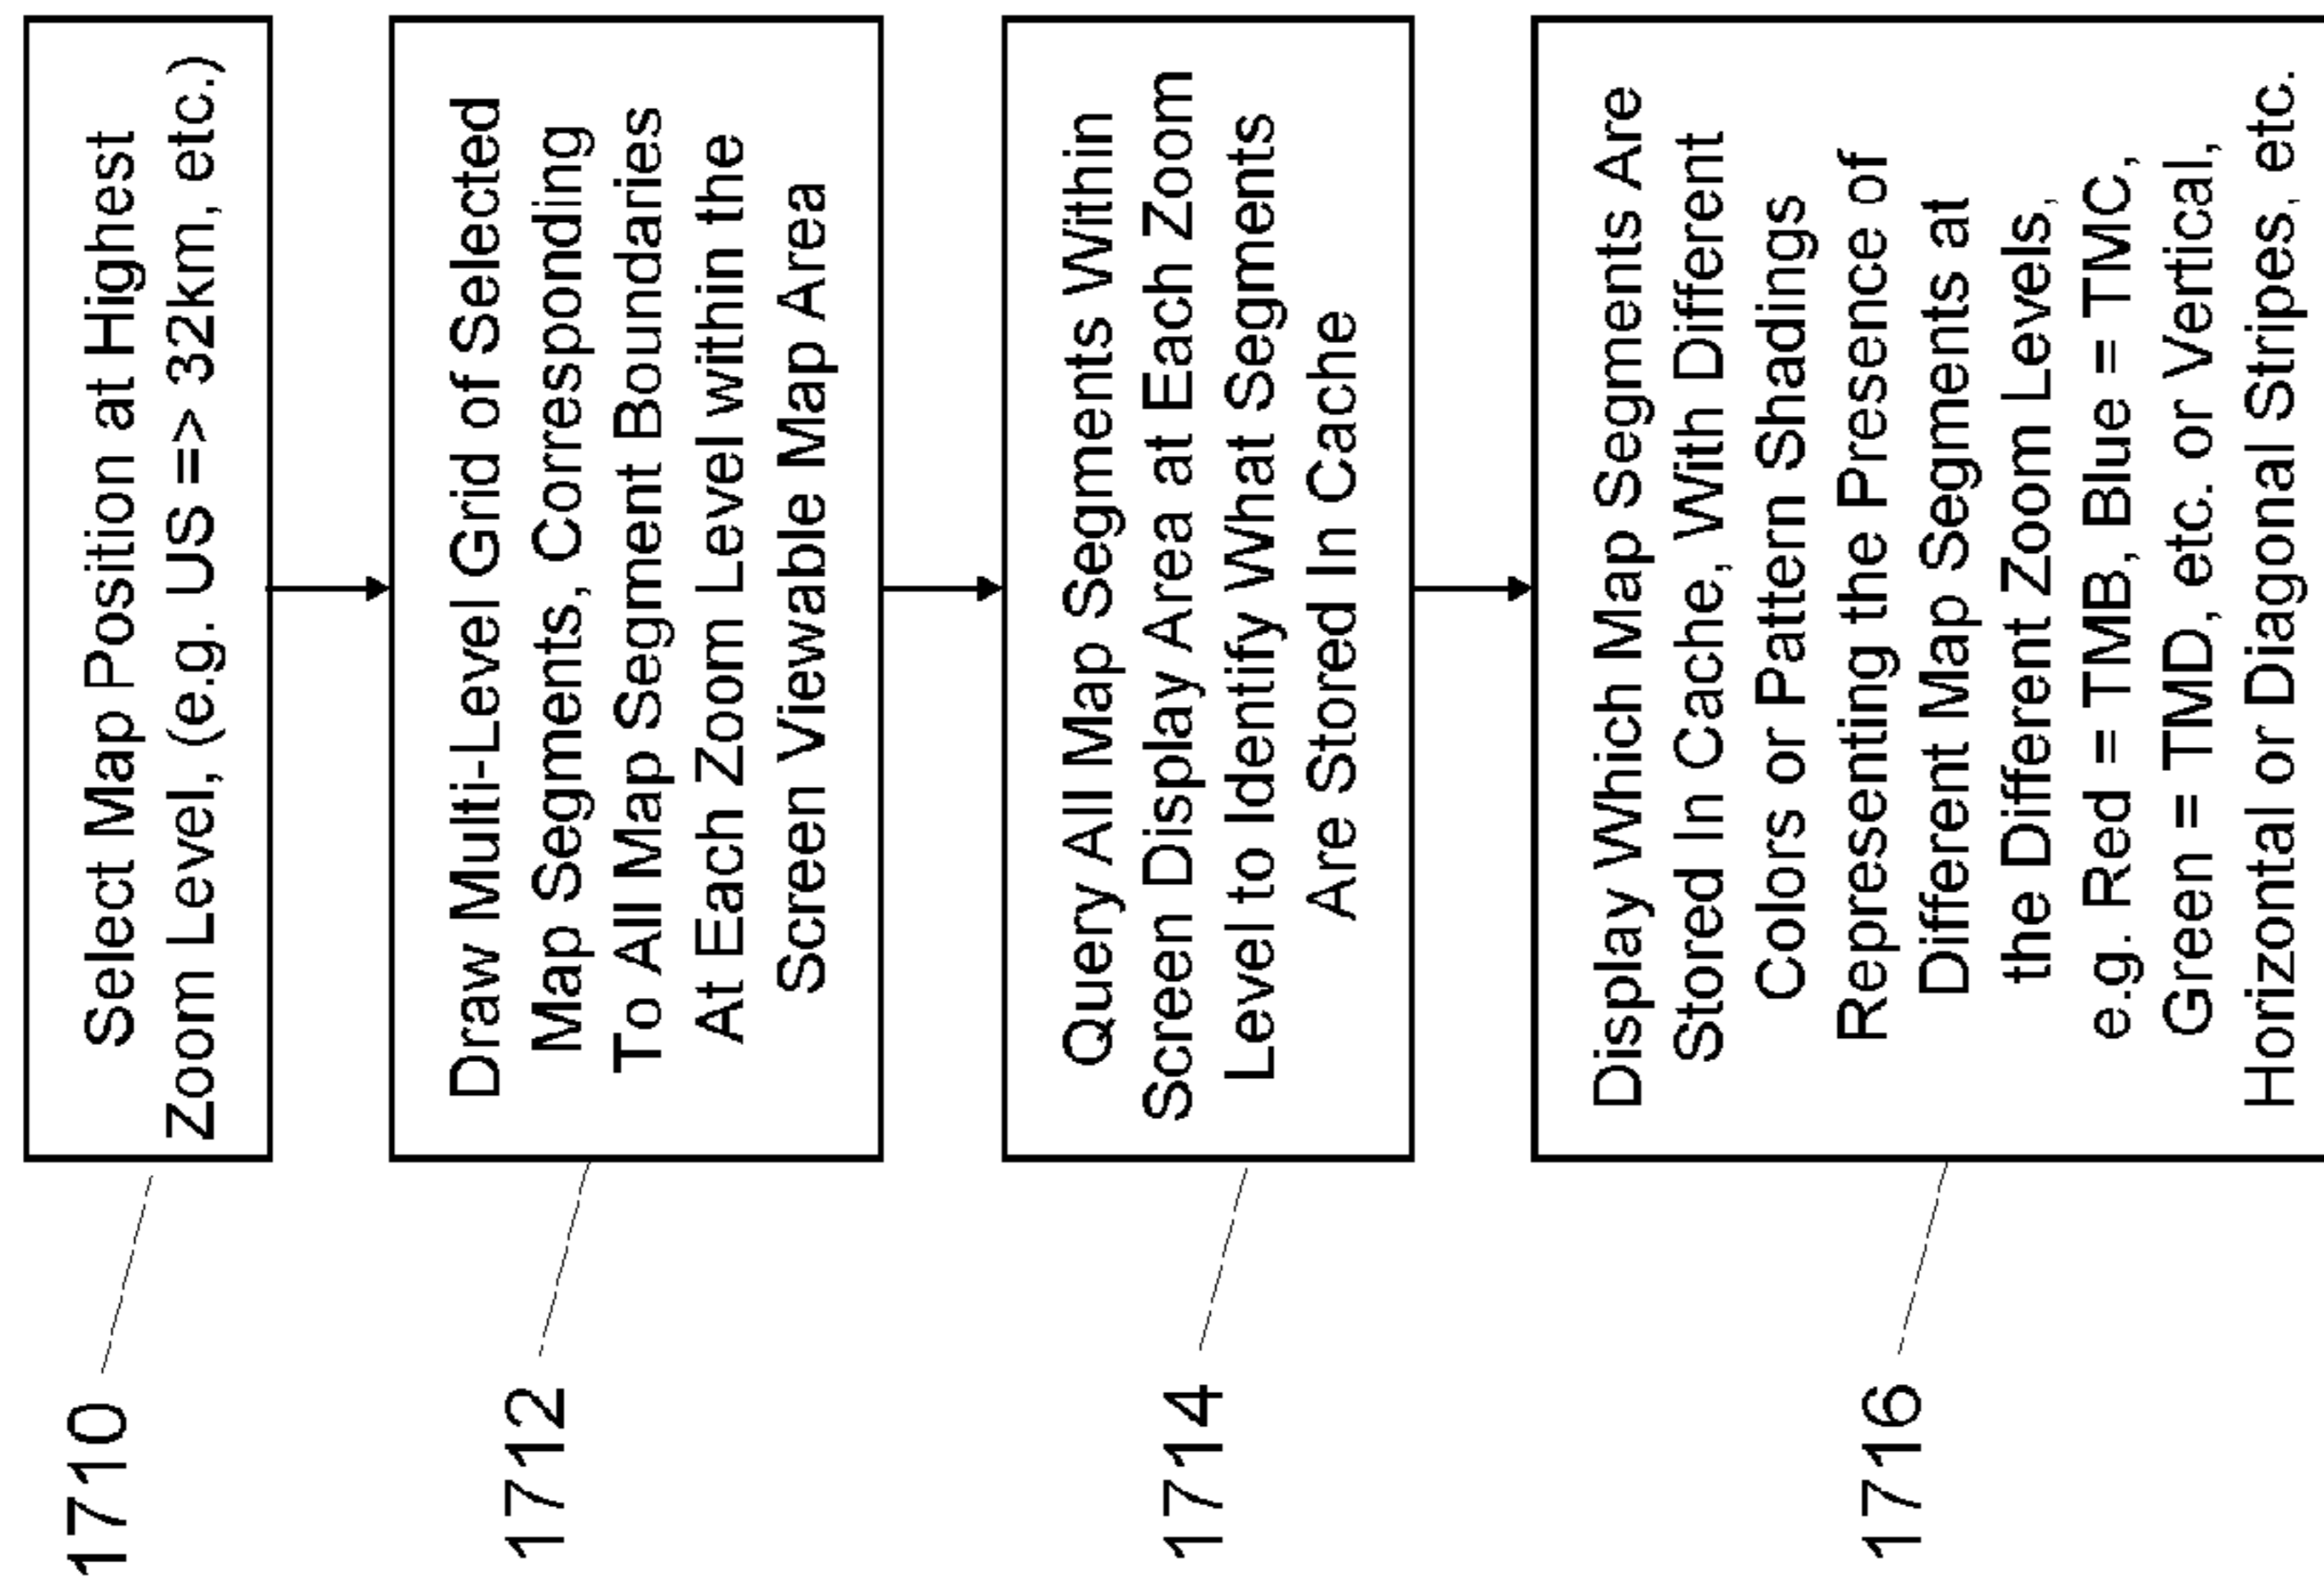 1710
Select Map Position at Highest
Zoom Level, (e.g. US => 32km, etc.)
1712
Draw Multi-Level Grid of Selected
Map Segments, Corresponding
To All Map Segment Boundaries
At Each Zoom Level within the
Screen Viewable Map Area
1714
Query All Map Segments Within
Screen Display Area at Each Zoom
Level to Identify What Segments
Are Stored In Cache
1716
Display Which Map Segments Are
Stored In Cache, With Different
Colors or Pattern Shadings
Representing the Presence of
Different Map Segments at
the Different Zoom Levels,
e.g. Red = TMB, Blue = TMC,
Green = TMD, etc. or Vertical,
Horizontal or Diagonal Stripes, etc.